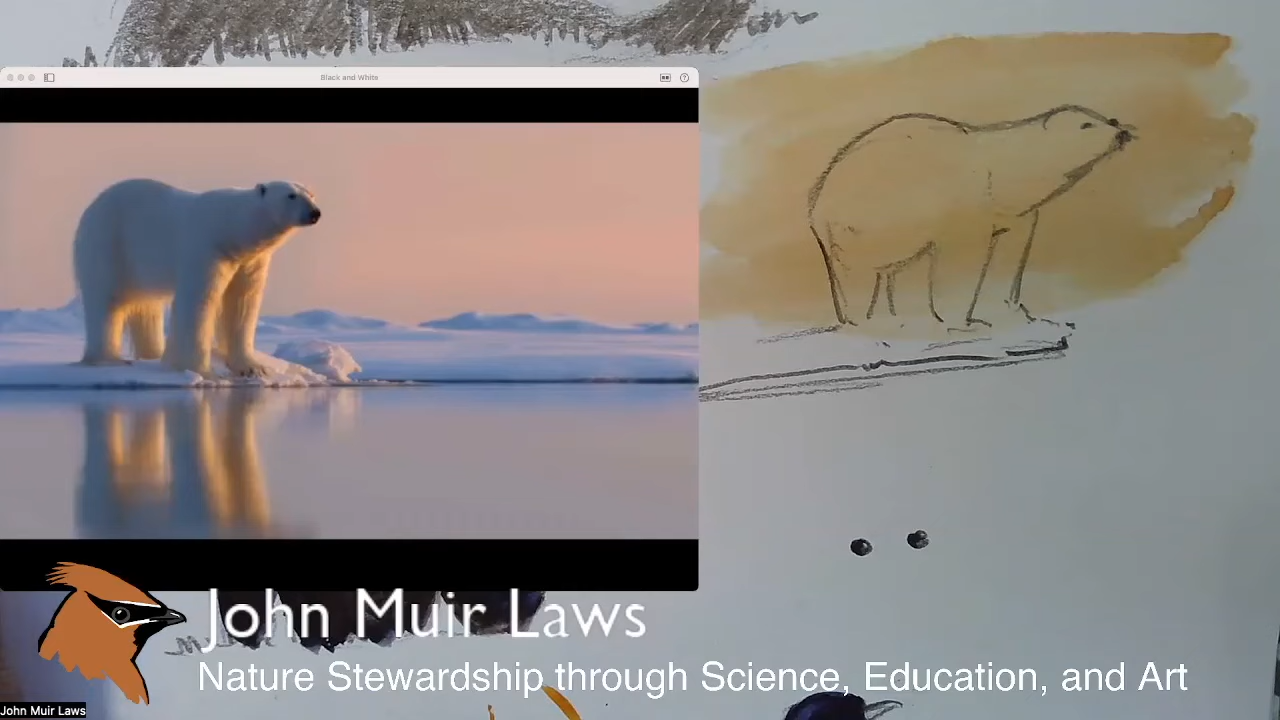 Black and White
John Muir Laws
Nature Stewardship through Science, Education, and Art
John Muir Laws